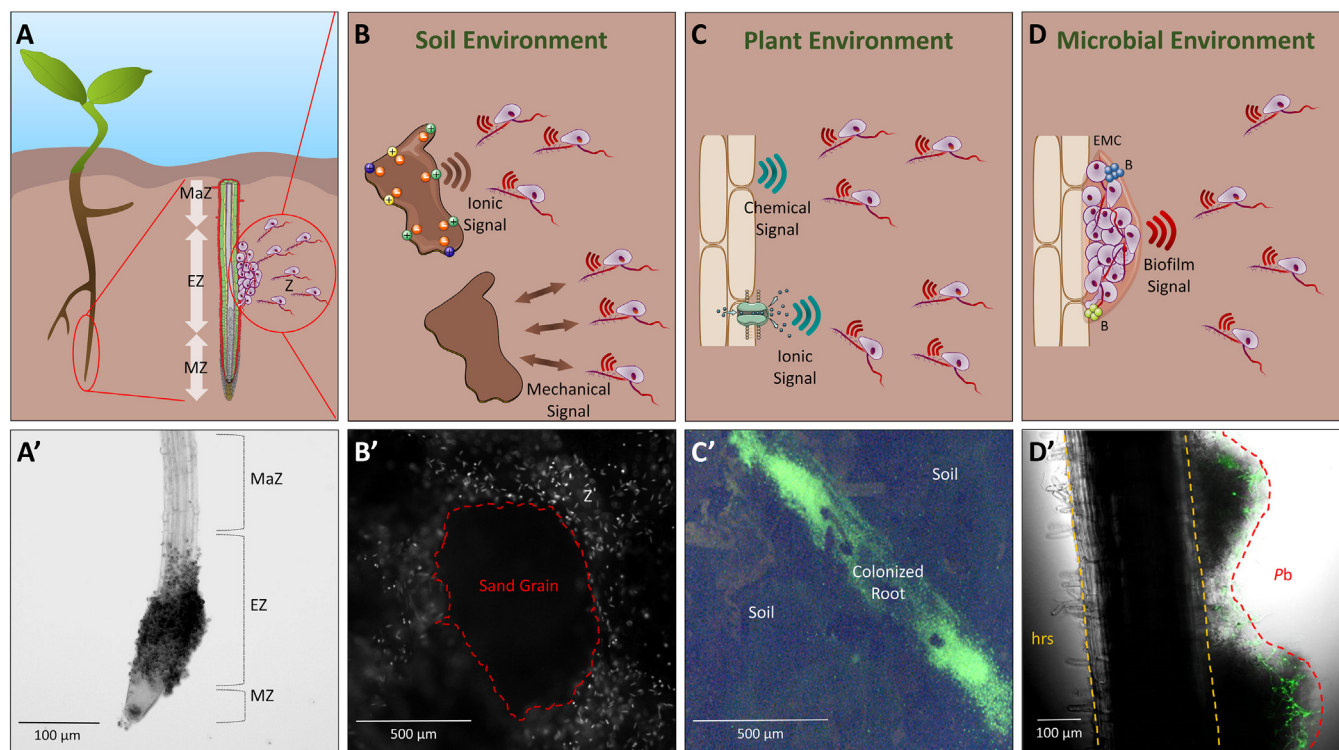 A
MaZ
EZ
MZ
Z
B
Soil Environment
Ionic
Signal
Mechanical
Signal
C
Plant Environment
Chemical
Signal
Ionic
Signal
D
Microbial Environment
EMC
B
Biofilm
Signal
B
A’
MaZ
EZ
MZ
100 µm
B’
Z
Sand Grain
500 µm
C’
Soil
Colonized
Root
Soil
500 µm
D’
Pb
hrs
100 µm